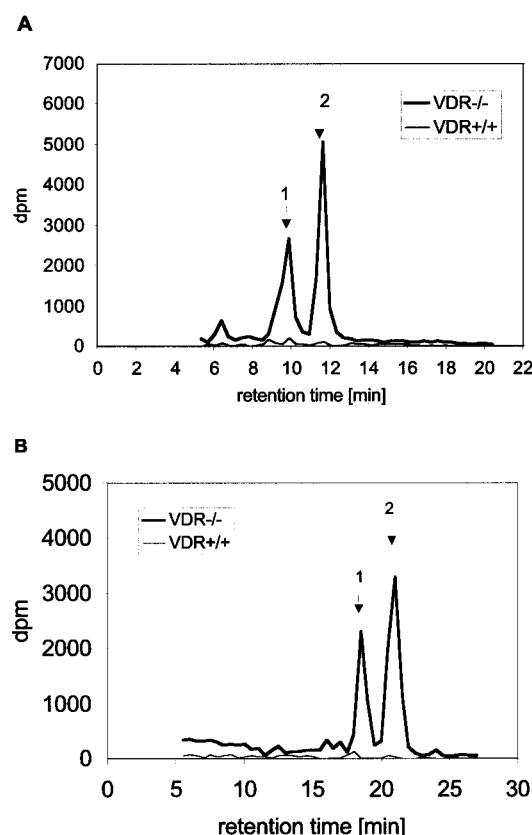 A
7000
6000
5000
4000
3000
2000
1000
0
dpm
1
2
VDR-/-
VDR+/+
0 2 4 6 8 10 12 14 16 18 20 22
retention time [min]
B
5000
4000
3000
2000
1000
0
dpm
VDR-/-
VDR+/+
1
2
0 5 10 15 20 25 30
retention time [min]